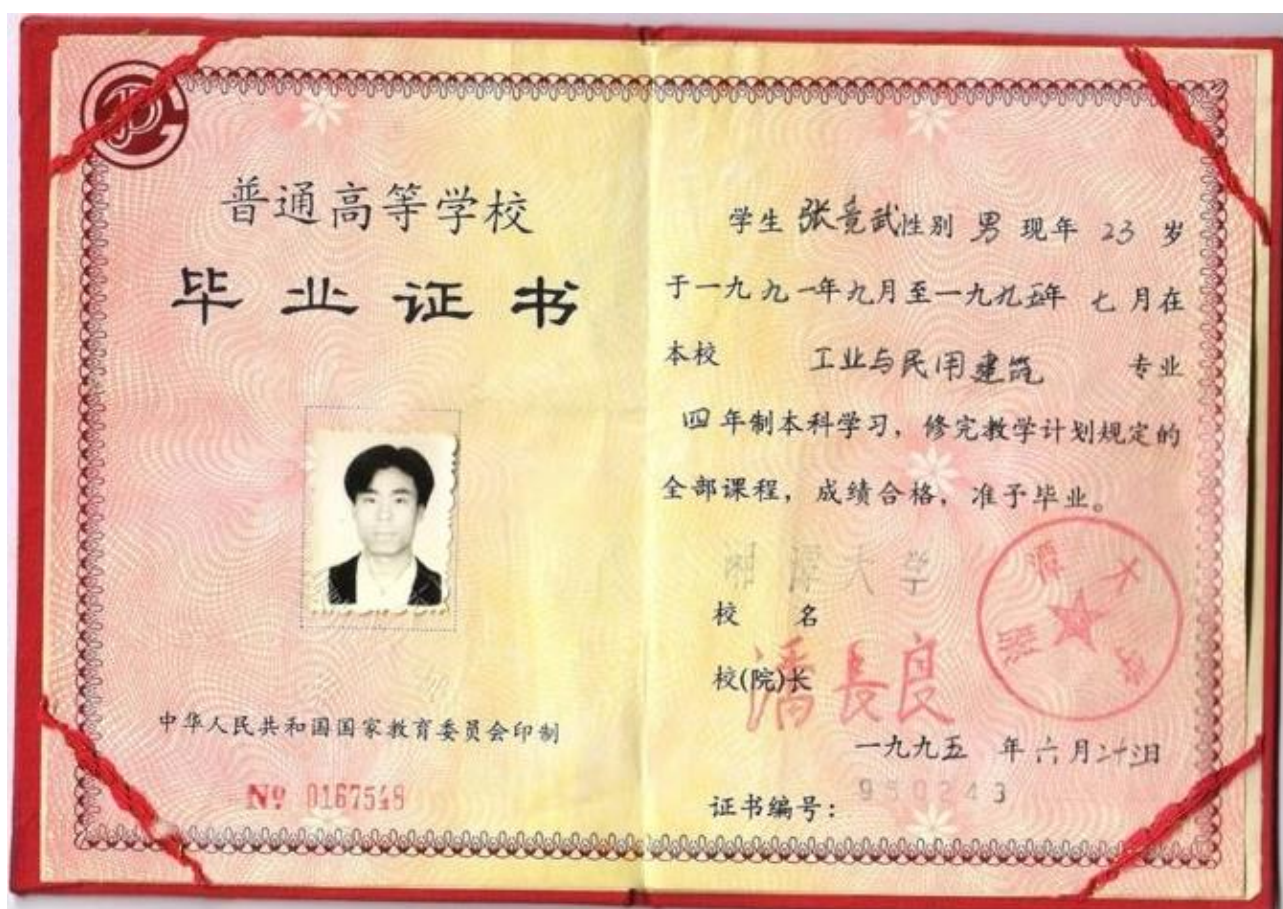 普通高等学校
毕业证书
中华人民共和国国家教育委员会印制
№ 0167548
学生 张竞武 性别 男 现年 23 岁
于一九九一年九月至一九九五年 七 月在
本校 工业与民用建筑 专业
四 年制本科学习，修完教学计划规定的
全部课程，成绩合格，准予毕业。
湘潭大学
校 名
校(院)长 潘長良
湘潭大学
一九九五 年 六 月 日
证书编号： 950243